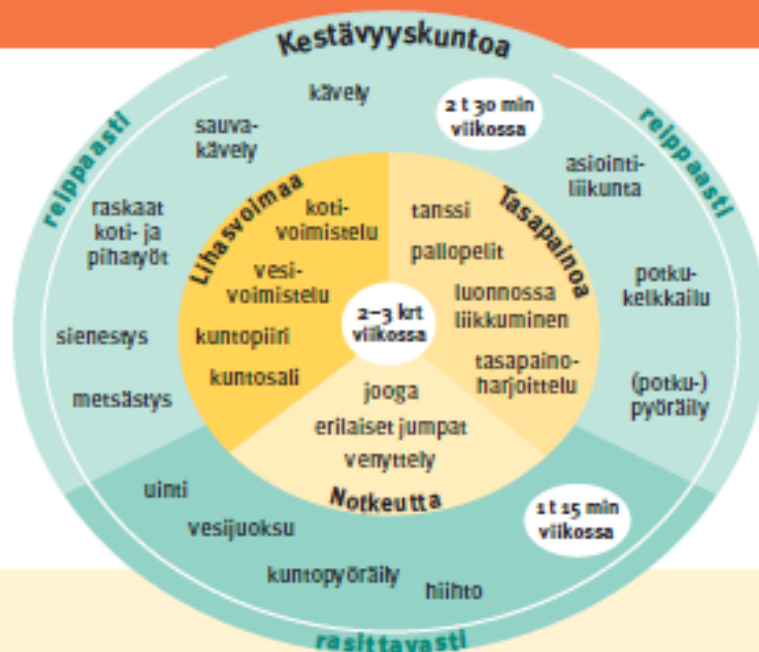 Kestävyyskuntoa
kävely
2 t 30 min
viikossa
sauva-
kävely
reippaasti
reippaasti
asiointi-
liikunta
raskaat
koti- ja
pihatyöt
potku-
kelkkailu
sienestys
metsästys
(potku-)
pyöräily
Lihasvoimaa
koti-
voimistelu
vesi-
voimistelu
kuntopiiri
kuntosali
Tasapainoa
tanssi
pallopelit
luonnossa
liikkuminen
tasapaino-
harjoittelu
2–3 krt
viikossa
jooga
erilaiset jumpat
venyttely
Notkeutta
uinti
vesijuoksu
kuntopyöräily
hiihto
1 t 15 min
viikossa
rasittavasti